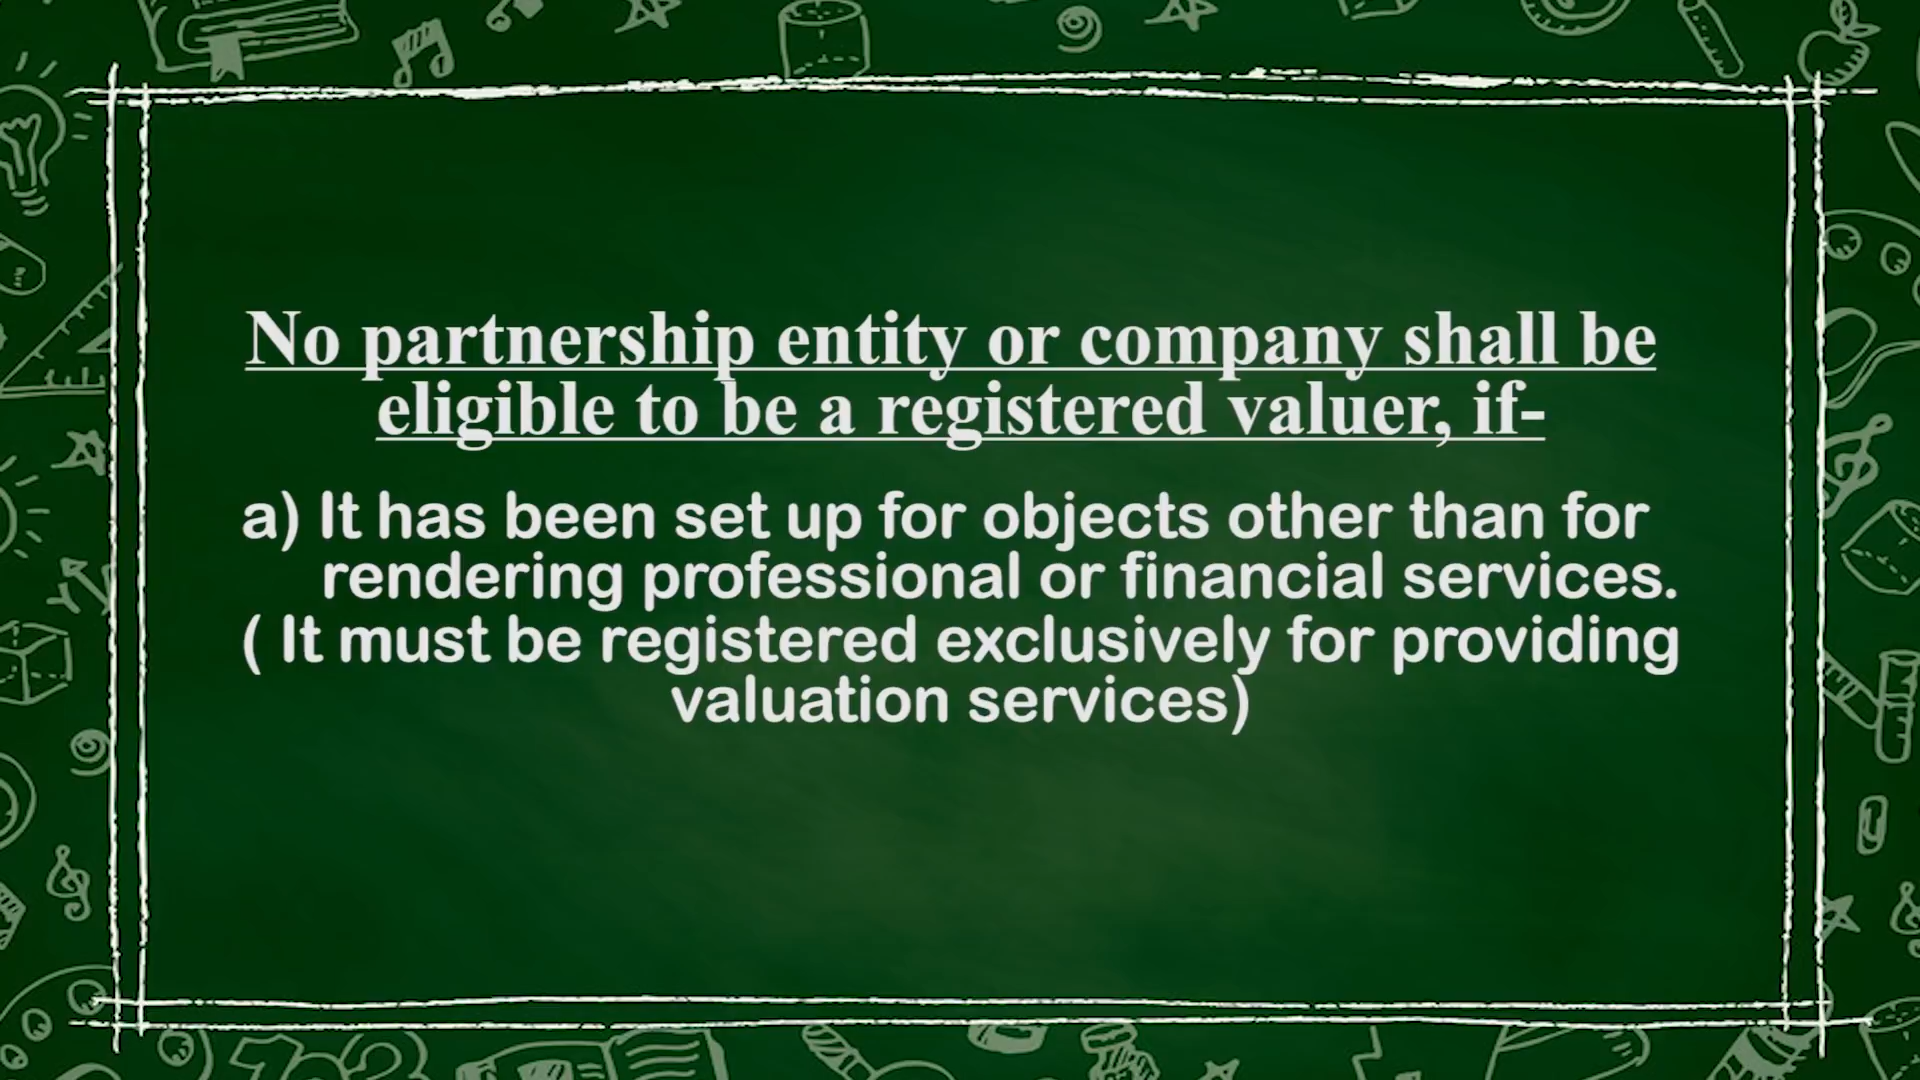 No partnership entity or company shall be
eligible to be a registered valuer, if-
a) It has been set up for objects other than for
rendering professional or financial services.
( It must be registered exclusively for providing
valuation services)